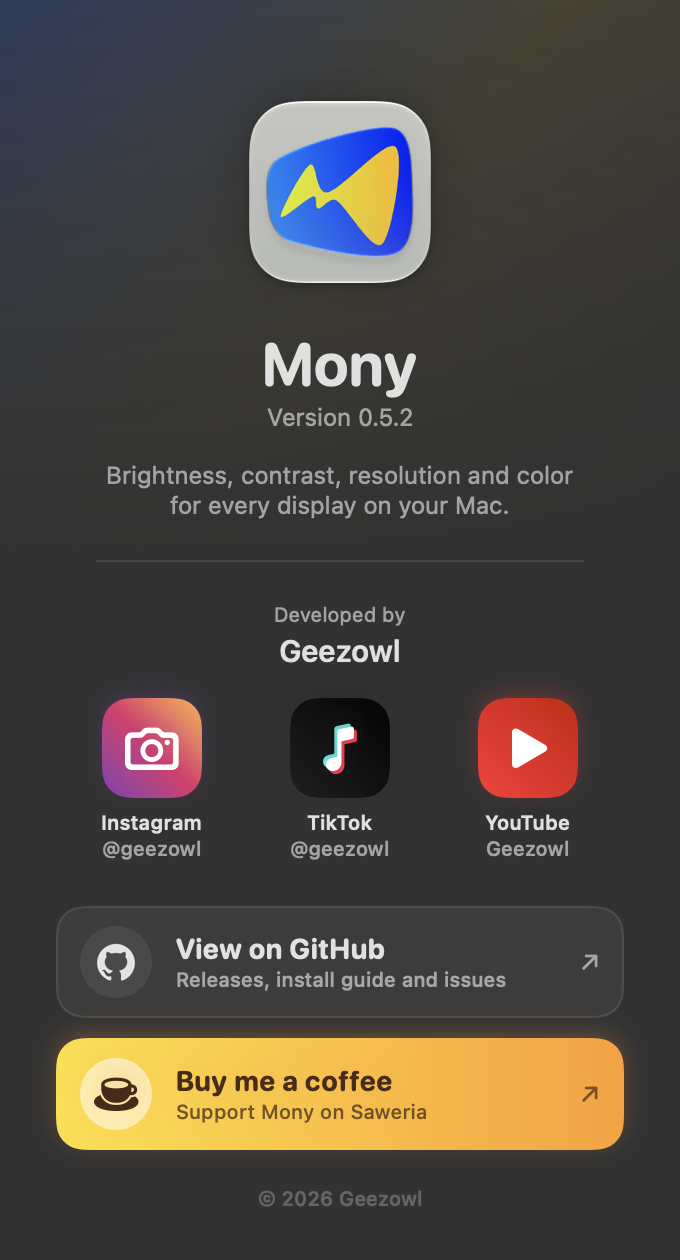 Mony
Version 0.5.2
Brightness, contrast, resolution and color
for every display on your Mac.
Developed by
Geezowl
Instagram
@geezowl
TikTok
@geezowl
YouTube
Geezowl
View on GitHub
Releases, install guide and issues
Buy me a coffee
Support Mony on Saweria
© 2026 Geezowl